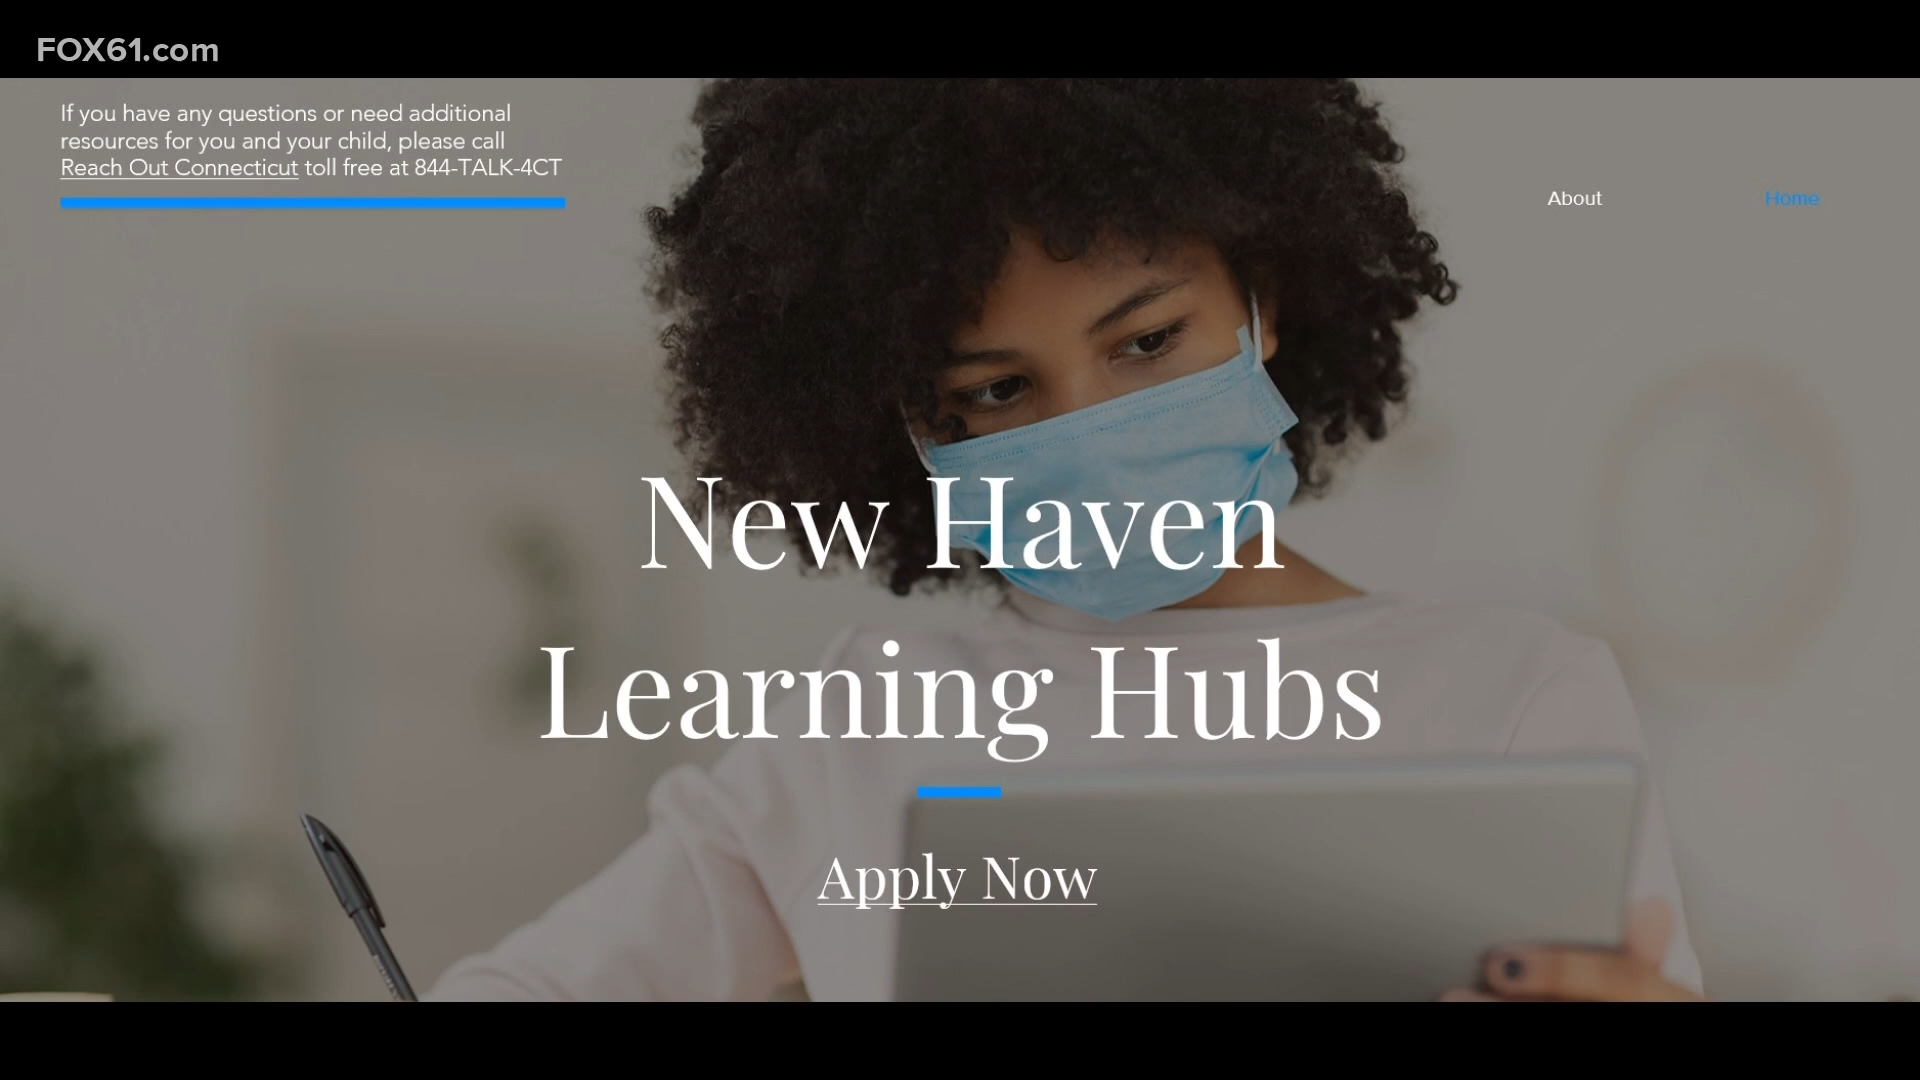 FOX61.com
If you have any questions or need additional
resources for you and your child, please call
Reach Out Connecticut toll free at 844-TALK-4CT
About
Home
New Haven
Learning Hubs
Apply Now